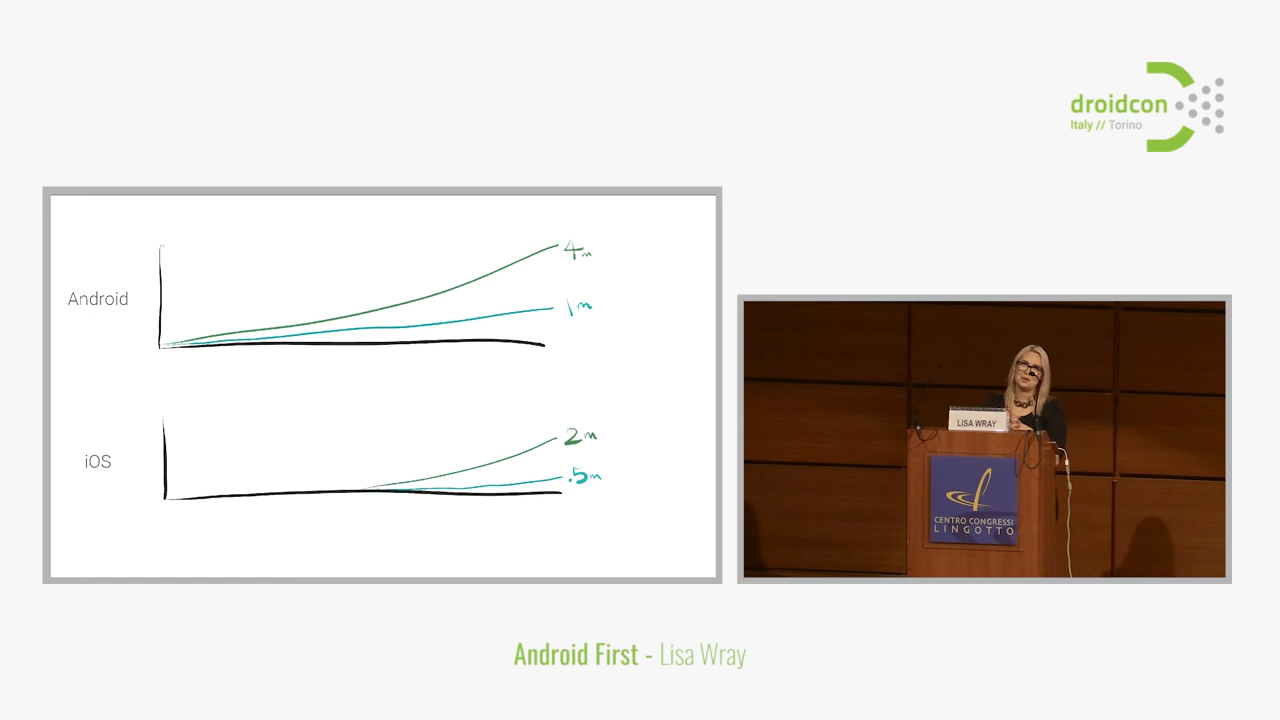 droidcon
Italy // Torino
Android
4m
1m
iOS
2m
.5m
LISA WRAY
CENTRO CONGRESSI
LINGOTTO
Android First - Lisa Wray